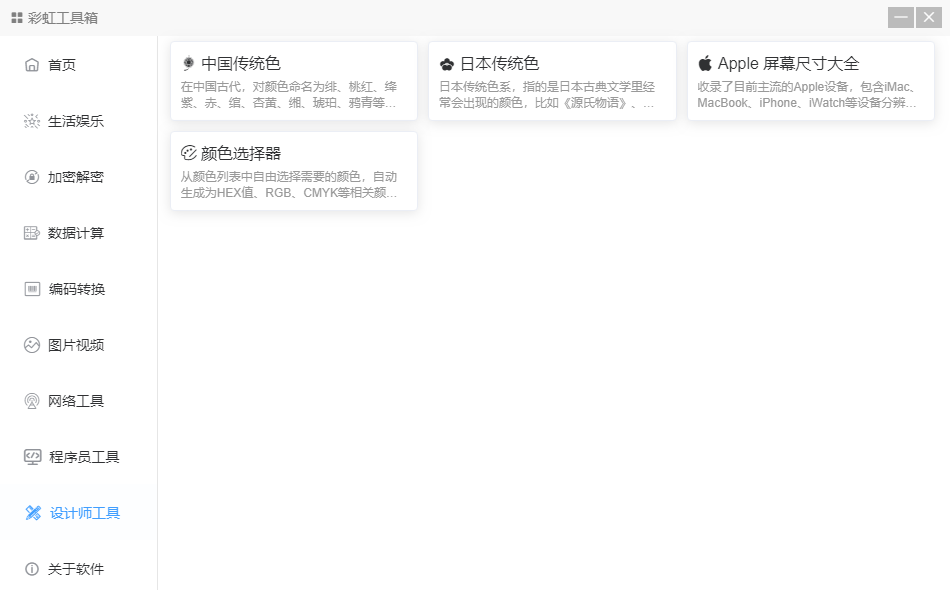 彩虹工具箱
首页
生活娱乐
加密解密
数据计算
编码转换
图片视频
网络工具
程序员工具
设计师工具
关于软件
中国传统色
在中国古代，对颜色命名为绯、桃红、绛
紫、赤、缊、杏黄、缃、琥珀、鸦青等...
日本传统色
日本传统色系，指的是日本古典文学里经
常会出现的颜色，比如《源氏物语》、...
Apple 屏幕尺寸大全
收录了目前主流的Apple设备，包含iMac、
MacBook、iPhone、iWatch等设备分辨...
颜色选择器
从颜色列表中自由选择需要的颜色，自动
生成为HEX值、RGB、CMYK等相关颜...